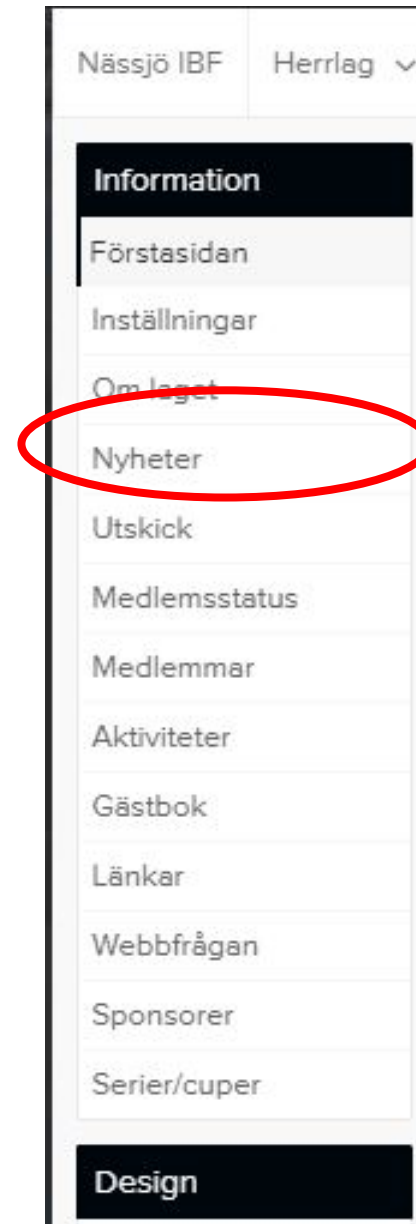 Nässjö IBF Herrlag
Information
Förstasidan
Inställningar
Om laget
Nyheter
Utskick
Medlemsstatus
Medlemmar
Aktiviteter
Gästbok
Länkar
Webbfrågan
Sponsorer
Serier/cuper
Design